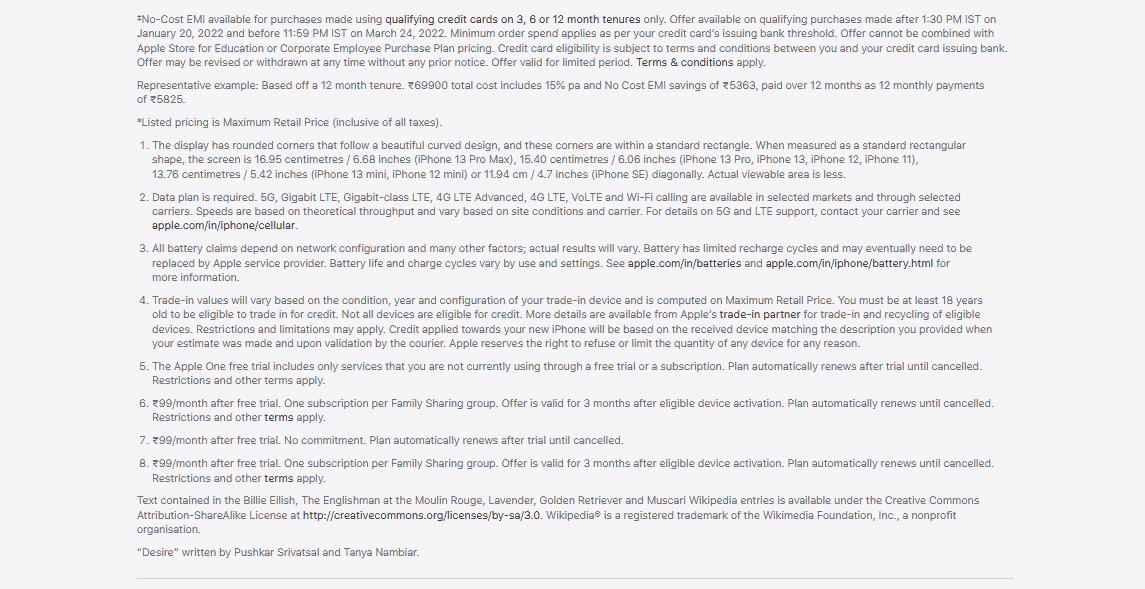 ‡No-Cost EMI available for purchases made using qualifying credit cards on 3, 6 or 12 month tenures only. Offer available on qualifying purchases made after 1:30 PM IST on
January 20, 2022 and before 11:59 PM IST on March 24, 2022. Minimum order spend applies as per your credit card's issuing bank threshold. Offer cannot be combined with
Apple Store for Education or Corporate Employee Purchase Plan pricing. Credit card eligibility is subject to terms and conditions between you and your credit card issuing bank.
Offer may be revised or withdrawn at any time without any prior notice. Offer valid for limited period. Terms & conditions apply.
Representative example: Based off a 12 month tenure. ₹69900 total cost includes 15% pa and No Cost EMI savings of ₹5363, paid over 12 months as 12 monthly payments
of ₹5825.
*Listed pricing is Maximum Retail Price (inclusive of all taxes).
1. The display has rounded corners that follow a beautiful curved design, and these corners are within a standard rectangle. When measured as a standard rectangular
shape, the screen is 16.95 centimetres / 6.68 inches (iPhone 13 Pro Max), 15.40 centimetres / 6.06 inches (iPhone 13 Pro, iPhone 13, iPhone 12, iPhone 11),
13.76 centimetres / 5.42 inches (iPhone 13 mini, iPhone 12 mini) or 11.94 cm / 4.7 inches (iPhone SE) diagonally. Actual viewable area is less.
2. Data plan is required. 5G, Gigabit LTE, Gigabit-class LTE, 4G LTE Advanced, 4G LTE, VoLTE and Wi-Fi calling are available in selected markets and through selected
carriers. Speeds are based on theoretical throughput and vary based on site conditions and carrier. For details on 5G and LTE support, contact your carrier and see
apple.com/in/iphone/cellular.
3. All battery claims depend on network configuration and many other factors; actual results will vary. Battery has limited recharge cycles and may eventually need to be
replaced by Apple service provider. Battery life and charge cycles vary by use and settings. See apple.com/in/batteries and apple.com/in/iphone/battery.html for
more information.
4. Trade-in values will vary based on the condition, year and configuration of your trade-in device and is computed on Maximum Retail Price. You must be at least 18 years
old to be eligible to trade in for credit. Not all devices are eligible for credit. More details are available from Apple's trade-in partner for trade-in and recycling of eligible
devices. Restrictions and limitations may apply. Credit applied towards your new iPhone will be based on the received device matching the description you provided when
your estimate was made and upon validation by the courier. Apple reserves the right to refuse or limit the quantity of any device for any reason.
5. The Apple One free trial includes only services that you are not currently using through a free trial or a subscription. Plan automatically renews after trial until cancelled.
Restrictions and other terms apply.
6. ₹99/month after free trial. One subscription per Family Sharing group. Offer is valid for 3 months after eligible device activation. Plan automatically renews until cancelled.
Restrictions and other terms apply.
7. ₹99/month after free trial. No commitment. Plan automatically renews after trial until cancelled.
8. ₹99/month after free trial. One subscription per Family Sharing group. Offer is valid for 3 months after eligible device activation. Plan automatically renews until cancelled.
Restrictions and other terms apply.
Text contained in the Billie Eilish, The Englishman at the Moulin Rouge, Lavender, Golden Retriever and Muscari Wikipedia entries is available under the Creative Commons
Attribution-ShareAlike License at http://creativecommons.org/licenses/by-sa/3.0. Wikipedia® is a registered trademark of the Wikimedia Foundation, Inc., a nonprofit
organisation.
"Desire" written by Pushkar Srivatsal and Tanya Nambiar.